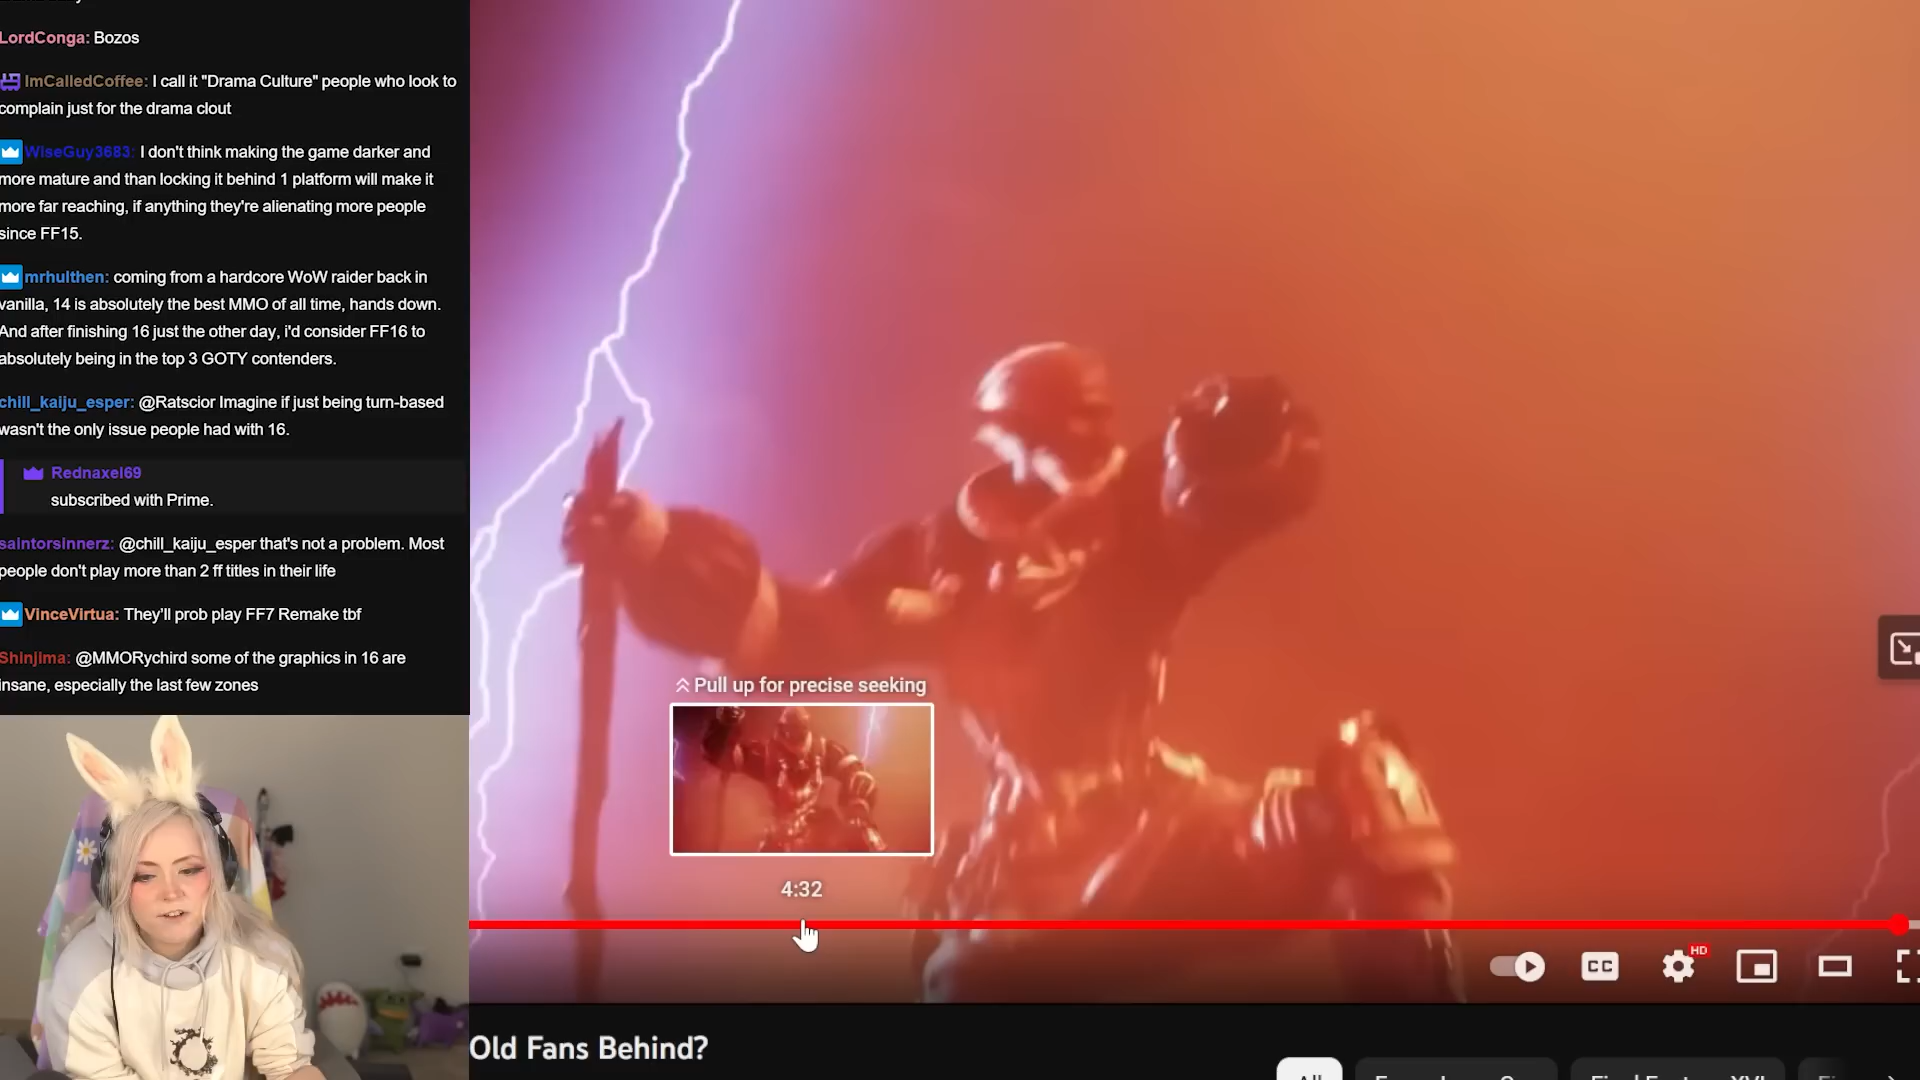 LordConga: Bozos
ImCalledCoffee: I call it "Drama Culture" people who look to
complain just for the drama clout
WiseGuy3683: I don't think making the game darker and
more mature and than locking it behind 1 platform will make it
more far reaching, if anything they're alienating more people
since FF15.
mrhulthen: coming from a hardcore WoW raider back in
vanilla, 14 is absolutely the best MMO of all time, hands down.
And after finishing 16 just the other day, i'd consider FF16 to
absolutely being in the top 3 GOTY contenders.
chill_kaiju_esper: @Ratscior Imagine if just being turn-based
wasn't the only issue people had with 16.
Rednaxel69
subscribed with Prime.
saintorsinnerz: @chill_kaiju_esper that's not a problem. Most
people don't play more than 2 ff titles in their life
VinceVirtua: They'll prob play FF7 Remake tbf
Shinjima: @MMORychird some of the graphics in 16 are
insane, especially the last few zones
Pull up for precise seeking
4:32
HD
CC
Old Fans Behind?
All